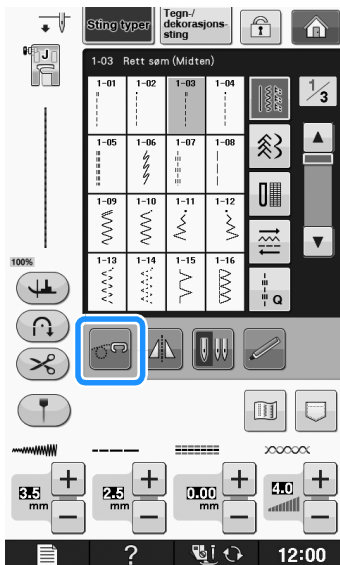 Sting typer
Tegn-/
dekorasjons-
sting
J
1-03 Rett søm (Midten)
1/3
1-01 1-02 1-03 1-04
1-05 1-06 1-07 1-08
1-09 1-10 1-11 1-12
1-13 1-14 1-15 1-16
Q
100%
3.5
mm
2.5
mm
0.00
mm
4.0
?
12:00